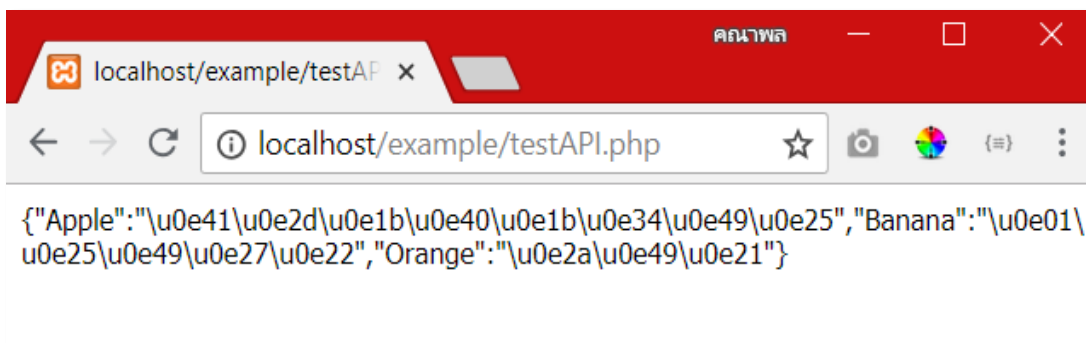 คณาพล
localhost/example/testAP
localhost/example/testAPI.php
{"Apple":"\u0e41\u0e2d\u0e1b\u0e40\u0e1b\u0e34\u0e49\u0e25","Banana":"\u0e01\
u0e25\u0e49\u0e27\u0e22","Orange":"\u0e2a\u0e49\u0e21"}